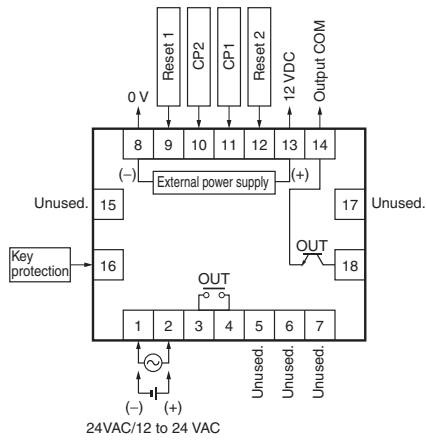 Reset 1
CP2
CP1
Reset 2
0 V
12 VDC
Output COM
8 9 10 11 12 13 14
(−) External power supply (+)
Unused. 15
17 Unused.
Key
protection
16
OUT
18
OUT
1 2 3 4 5 6 7
Unused.
Unused.
Unused.
(−) (+)
24VAC/12 to 24 VAC